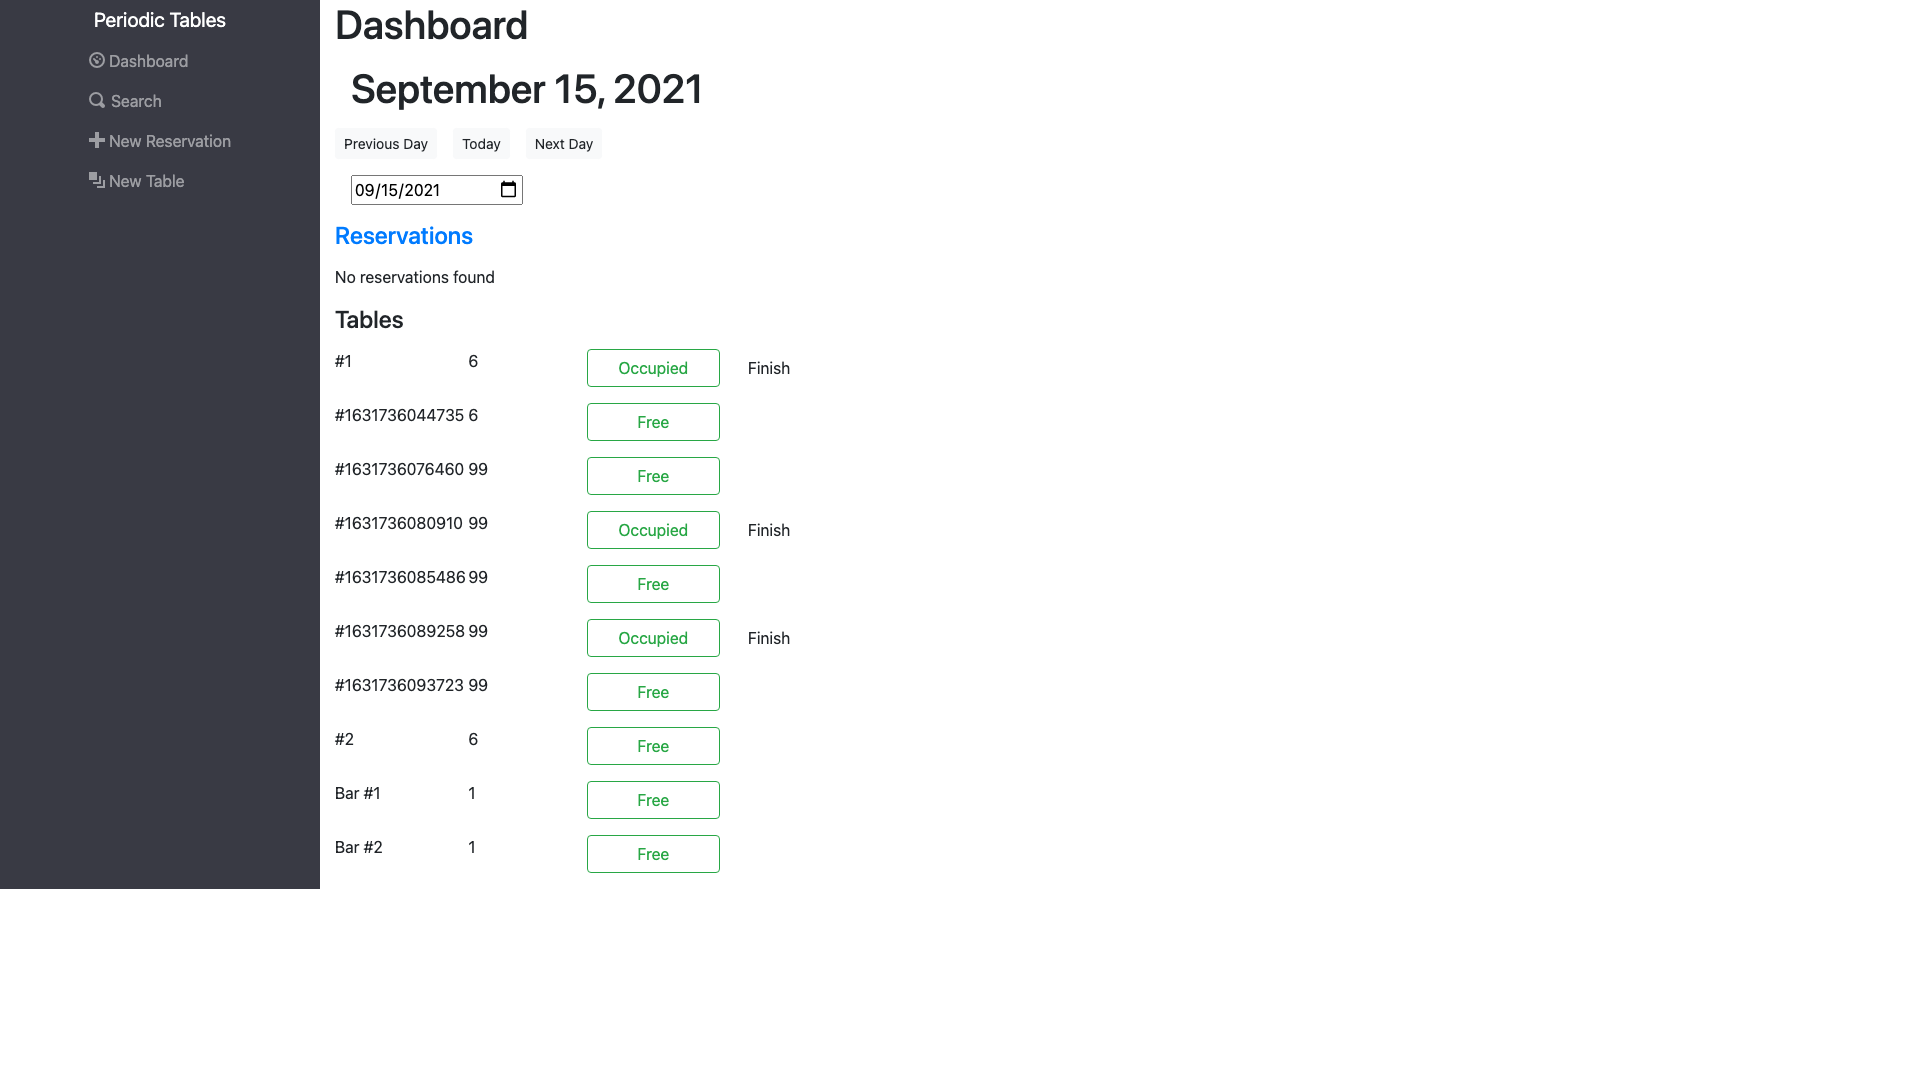 Periodic Tables
Dashboard
Search
New Reservation
New Table
Dashboard
September 15, 2021
Previous Day Today Next Day
09/15/2021
Reservations
No reservations found
Tables
#1 6 Occupied Finish
#1631736044735 6 Free
#1631736076460 99 Free
#1631736080910 99 Occupied Finish
#1631736085486 99 Free
#1631736089258 99 Occupied Finish
#1631736093723 99 Free
#2 6 Free
Bar #1 1 Free
Bar #2 1 Free